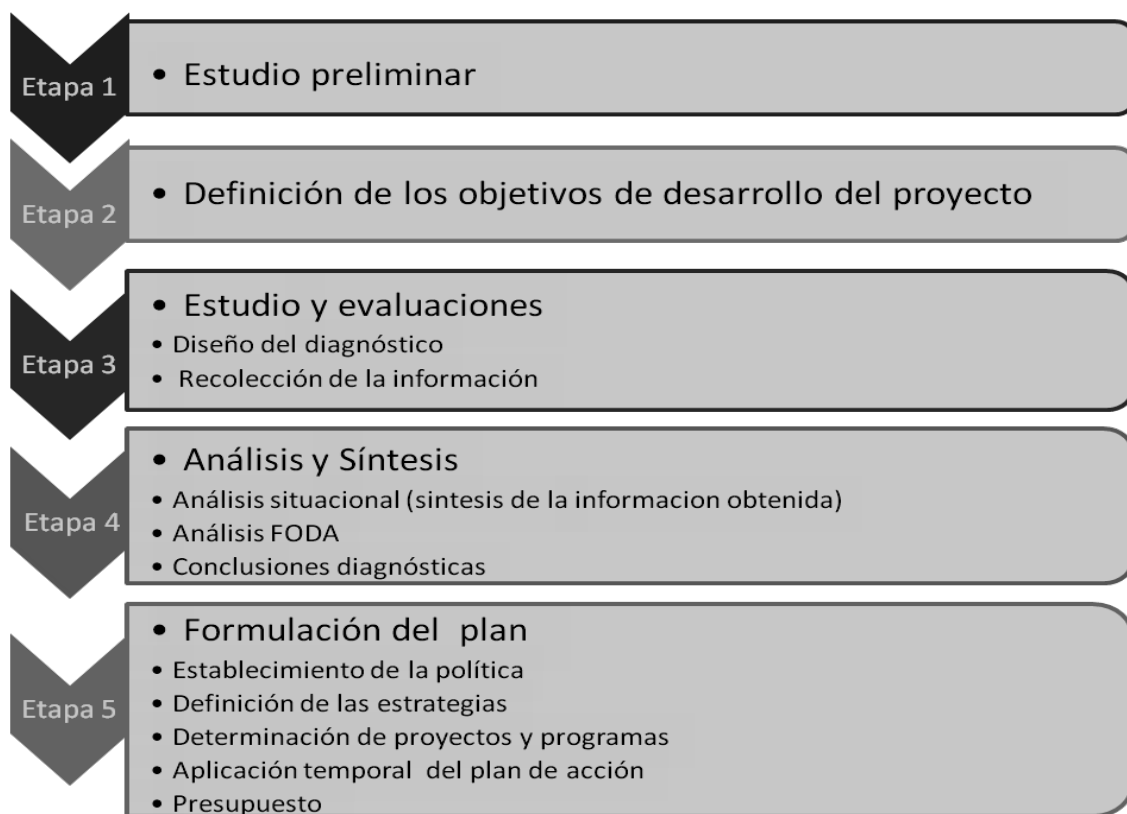 Etapa 1
• Estudio preliminar
Etapa 2
• Definición de los objetivos de desarrollo del proyecto
Etapa 3
• Estudio y evaluaciones
• Diseño del diagnóstico
• Recolección de la información
Etapa 4
• Análisis y Síntesis
• Análisis situacional (sintesis de la informacion obtenida)
• Análisis FODA
• Conclusiones diagnósticas
Etapa 5
• Formulación del plan
• Establecimiento de la política
• Definición de las estrategias
• Determinación de proyectos y programas
• Aplicación temporal del plan de acción
• Presupuesto